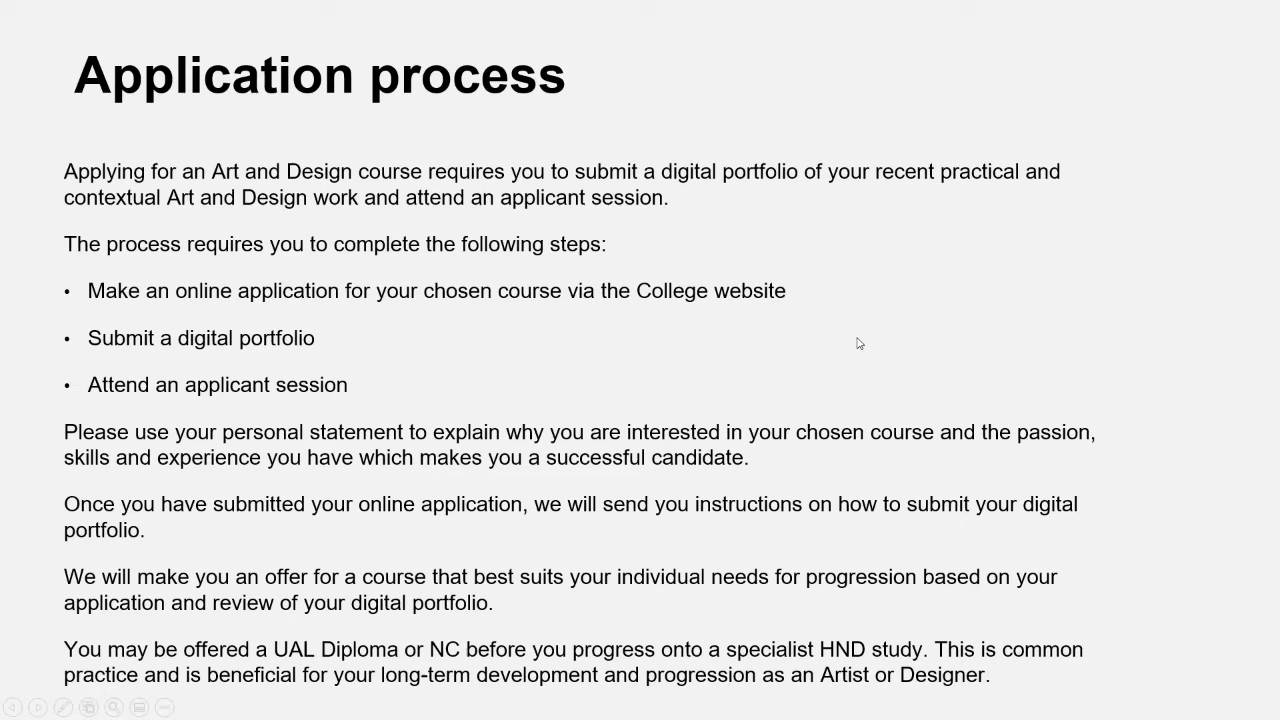 Application process
Applying for an Art and Design course requires you to submit a digital portfolio of your recent practical and
contextual Art and Design work and attend an applicant session.
The process requires you to complete the following steps:
• Make an online application for your chosen course via the College website
• Submit a digital portfolio
• Attend an applicant session
Please use your personal statement to explain why you are interested in your chosen course and the passion,
skills and experience you have which makes you a successful candidate.
Once you have submitted your online application, we will send you instructions on how to submit your digital
portfolio.
We will make you an offer for a course that best suits your individual needs for progression based on your
application and review of your digital portfolio.
You may be offered a UAL Diploma or NC before you progress onto a specialist HND study. This is common
practice and is beneficial for your long-term development and progression as an Artist or Designer.